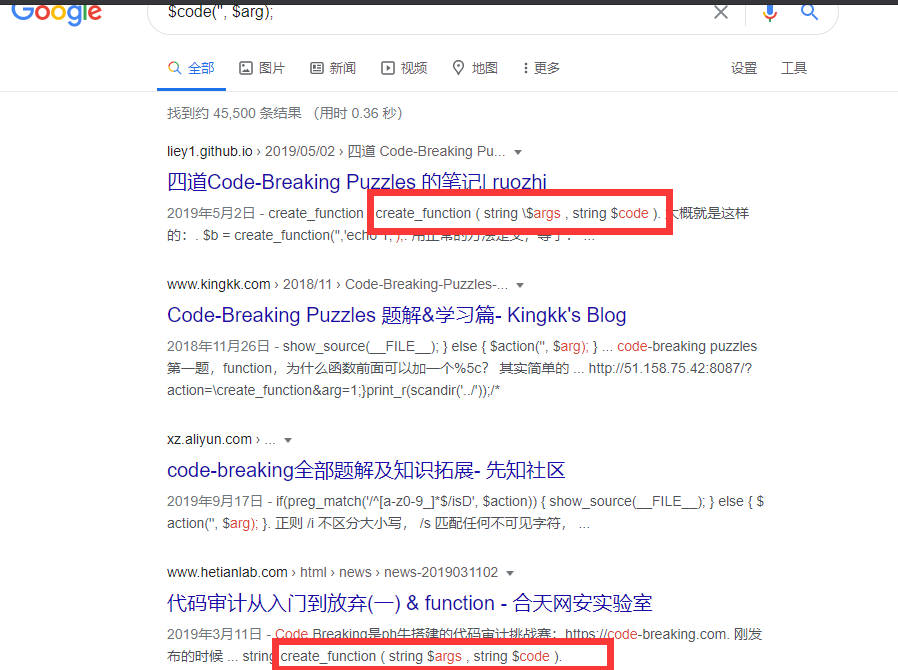 Google
$code('', $arg);
全部 图片 新闻 视频 地图 更多 设置 工具
找到约 45,500 条结果 （用时 0.36 秒）
liey1.github.io › 2019/05/02 › 四道 Code-Breaking Pu...
四道Code-Breaking Puzzles 的笔记| ruozhi
2019年5月2日 - create_function create_function ( string \$args , string $code ). 大概就是这样
的：. $b = create_function('','echo 1;');. 用正常的方法定义，等于： ...
www.kingkk.com › 2018/11 › Code-Breaking-Puzzles-...
Code-Breaking Puzzles 题解&学习篇- Kingkk's Blog
2018年11月26日 - show_source(__FILE__); } else { $action('', $arg); } ... code-breaking puzzles
第一题，function，为什么函数前面可以加一个%5c？ 其实简单的 ... http://51.158.75.42:8087/?
action=\create_function&arg=1;}print_r(scandir('../'));/*
xz.aliyun.com › ...
code-breaking全部题解及知识拓展- 先知社区
2019年9月17日 - if(preg_match('/^[a-z0-9_]*$/isD', $action)) { show_source(__FILE__); } else { $
action('', $arg); }. 正则 /i 不区分大小写， /s 匹配任何不可见字符， ...
www.hetianlab.com › html › news › news-2019031102
代码审计从入门到放弃(一) & function - 合天网安实验室
2019年3月11日 - Code Breaking是ph牛搭建的代码审计挑战赛：https://code-breaking.com. 刚发
布的时候 ... string create_function ( string $args , string $code ).